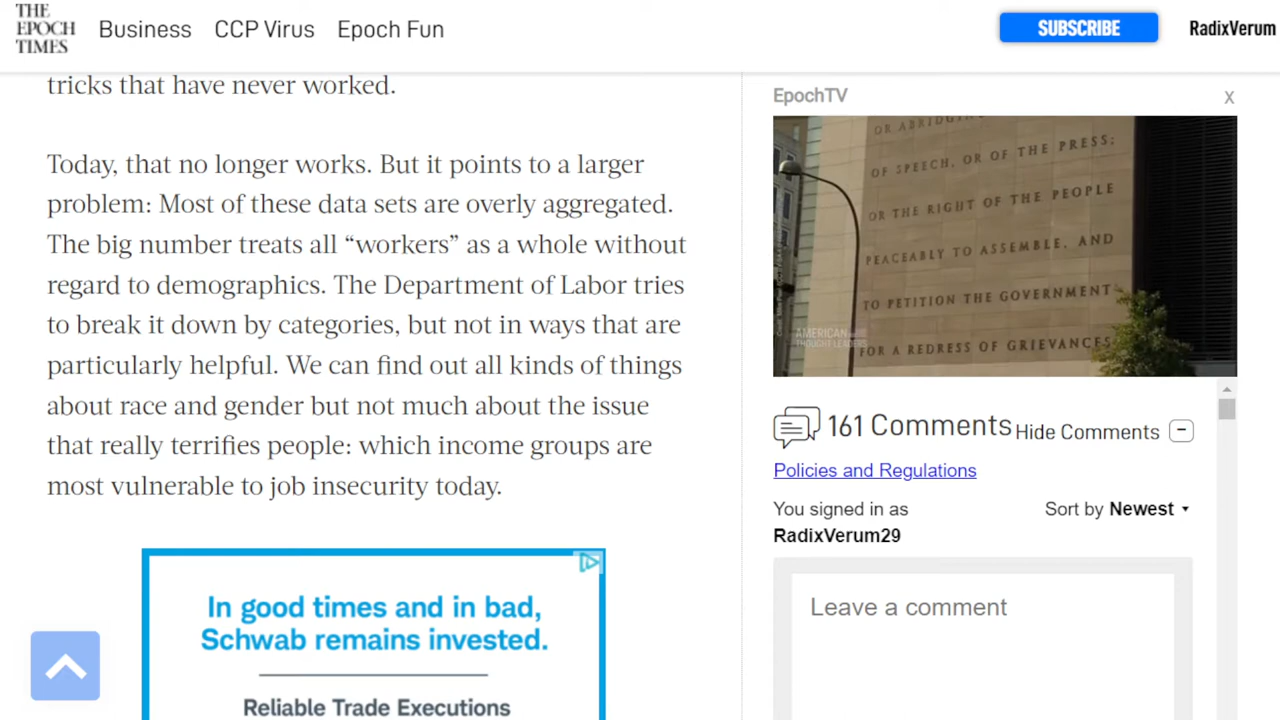 THE
EPOCH
TIMES
Business CCP Virus Epoch Fun
SUBSCRIBE
RadixVerum
tricks that have never worked.
Today, that no longer works. But it points to a larger
problem: Most of these data sets are overly aggregated.
The big number treats all “workers” as a whole without
regard to demographics. The Department of Labor tries
to break it down by categories, but not in ways that are
particularly helpful. We can find out all kinds of things
about race and gender but not much about the issue
that really terrifies people: which income groups are
most vulnerable to job insecurity today.
In good times and in bad,
Schwab remains invested.
Reliable Trade Executions
EpochTV
X
OR ABRIDGING
OF SPEECH, OR OF THE PRESS;
OR THE RIGHT OF THE PEOPLE
PEACEABLY TO ASSEMBLE, AND
TO PETITION THE GOVERNMENT
FOR A REDRESS OF GRIEVANCES
AMERICAN
THOUGHT LEADERS
161 Comments Hide Comments
Policies and Regulations
You signed in as
RadixVerum29
Sort by Newest
Leave a comment